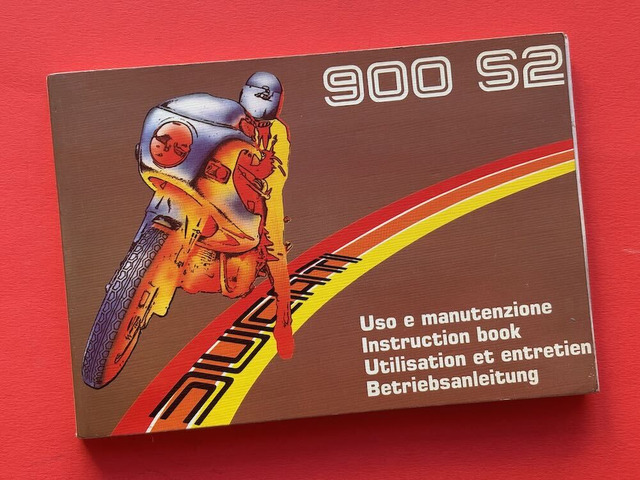 900 S2
DUCATI
Uso e manutenzione
Instruction book
Utilisation et entretien
Betriebsanleitung